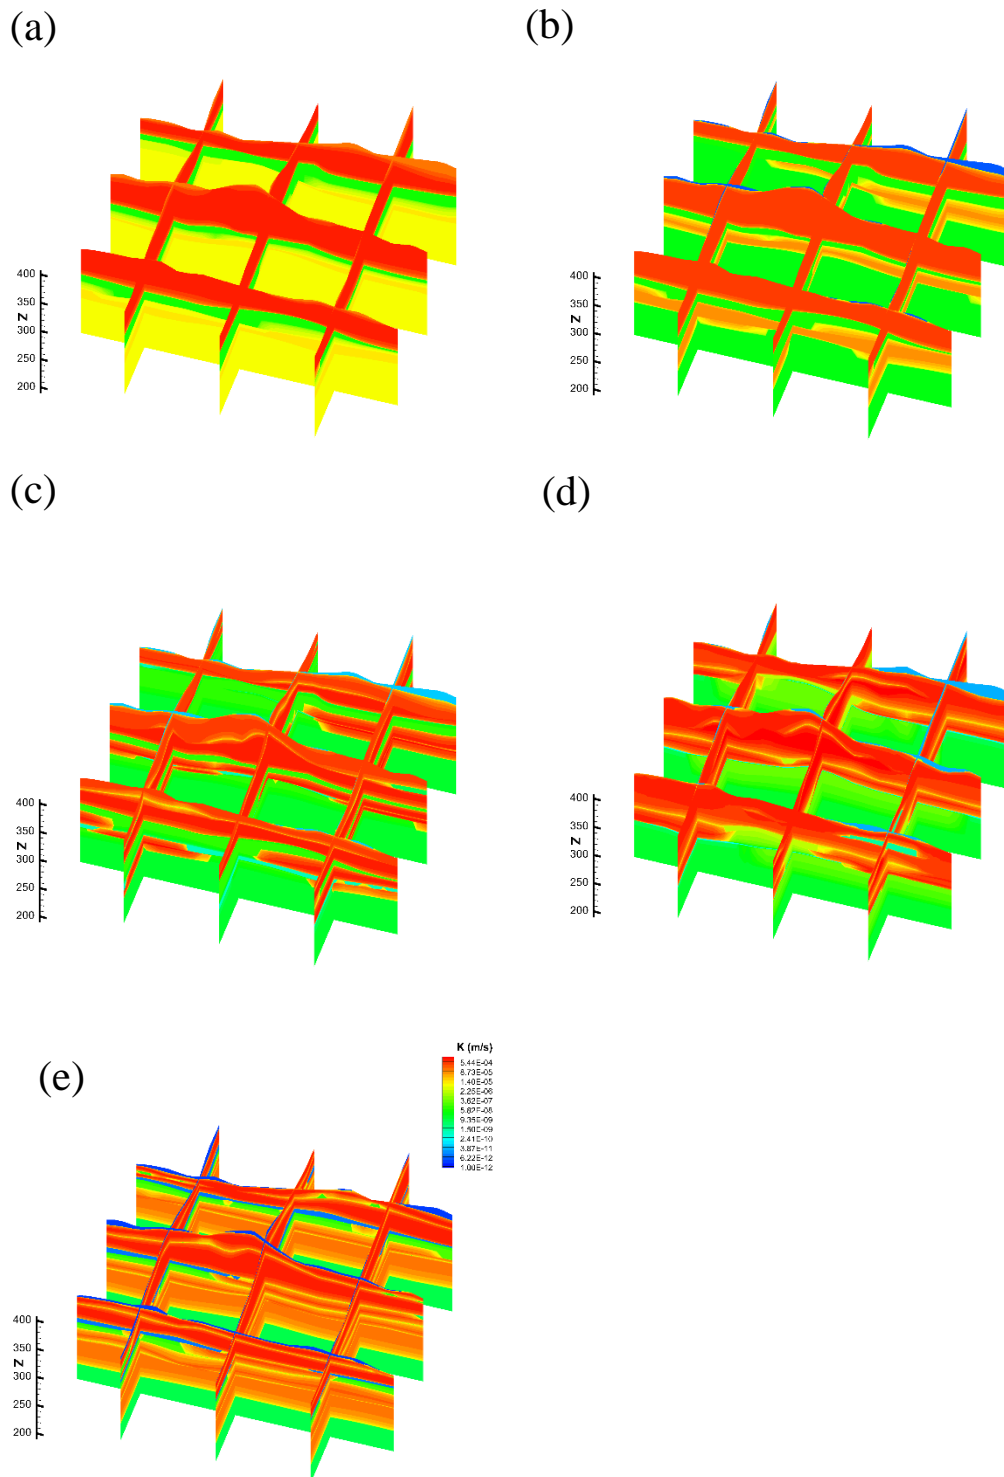 (a)
(b)
400
350
Z
300
250
200
400
350
Z
300
250
200
(c)
(d)
400
350
Z
300
250
200
400
350
Z
300
250
200
(e)
K (m/s)
5.44E-04
8.73E-05
1.40E-05
2.25E-06
3.62E-07
5.82E-08
9.35E-09
1.50E-09
2.41E-10
3.87E-11
6.22E-12
1.00E-12
400
350
Z
300
250
200